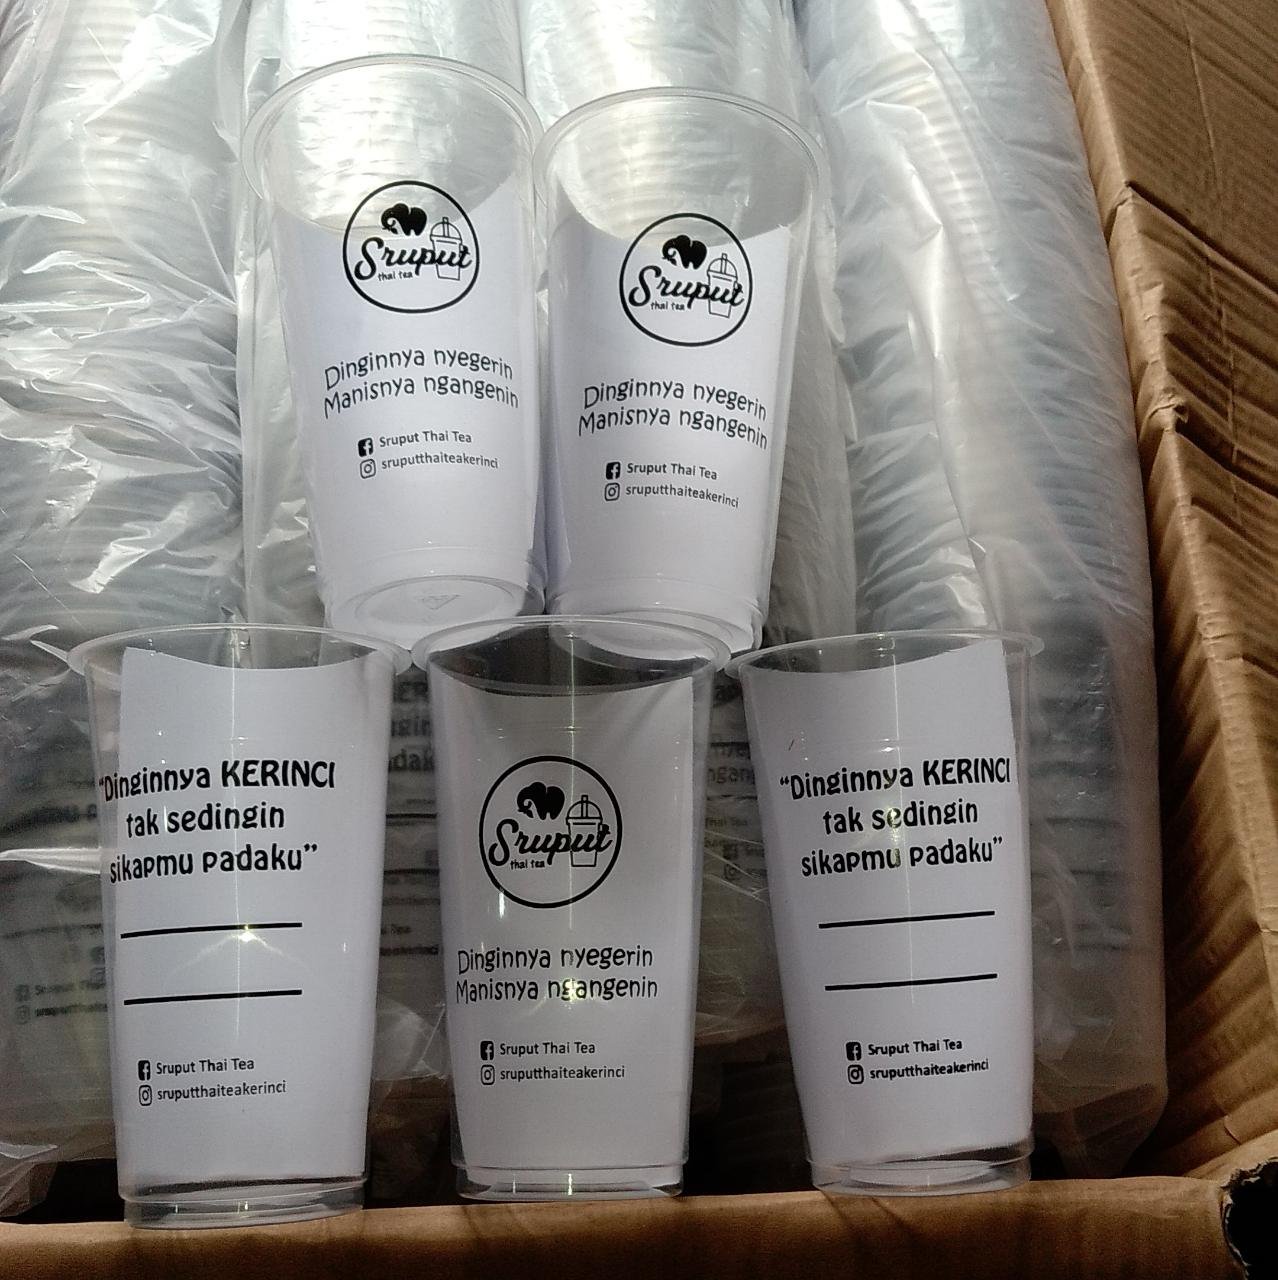 Sruput
thai tea
Dinginnya nyegerin
Manisnya ngangenin
Sruput Thai Tea
sruputthaiteakerinci
Sruput
thai tea
Dinginnya nyegerin
Manisnya ngangenin
Sruput Thai Tea
sruputthaiteakerinci
"Dinginnya KERINCI
tak sedingin
sikapmu padaku"
Sruput Thai Tea
sruputthaiteakerinci
Sruput
thai tea
Dinginnya nyegerin
Manisnya ngangenin
Sruput Thai Tea
sruputthaiteakerinci
"Dinginnya KERINCI
tak sedingin
sikapmu padaku"
Sruput Thai Tea
sruputthaiteakerinci